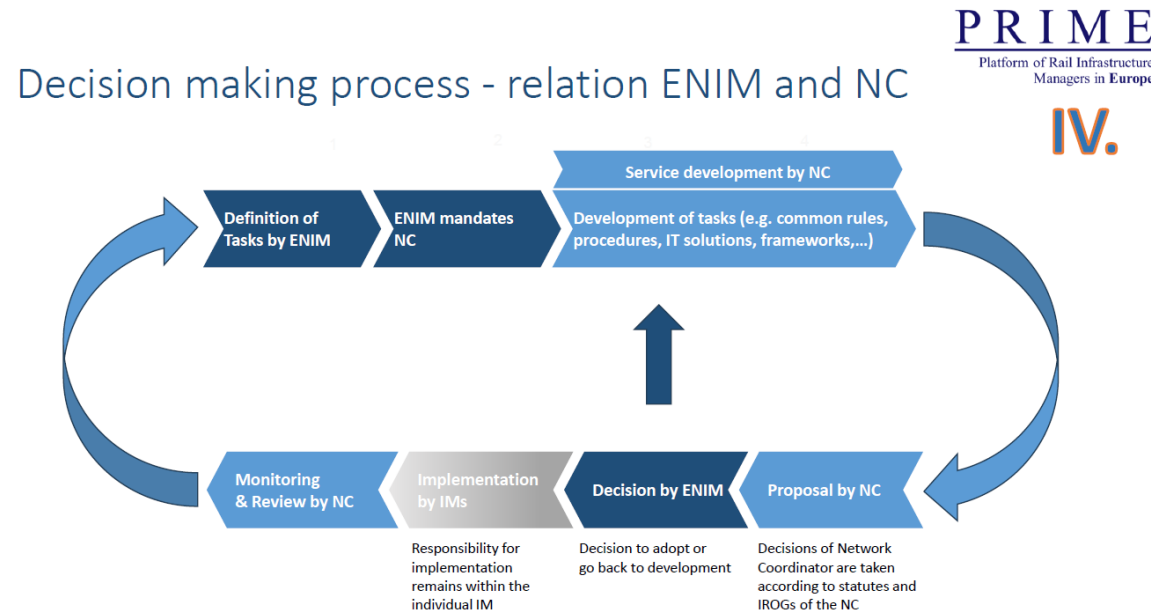 P R I M E
Platform of Rail Infrastructure
Managers in Europe
Decision making process - relation ENIM and NC
IV.
1
2
3
4
Service development by NC
Definition of
Tasks by ENIM
ENIM mandates
NC
Development of tasks (e.g. common rules,
procedures, IT solutions, frameworks,...)
Monitoring
& Review by NC
Implementation
by IMs
Decision by ENIM
Proposal by NC
Responsibility for
implementation
remains within the
individual IM
Decision to adopt or
go back to development
Decisions of Network
Coordinator are taken
according to statutes and
IROGs of the NC